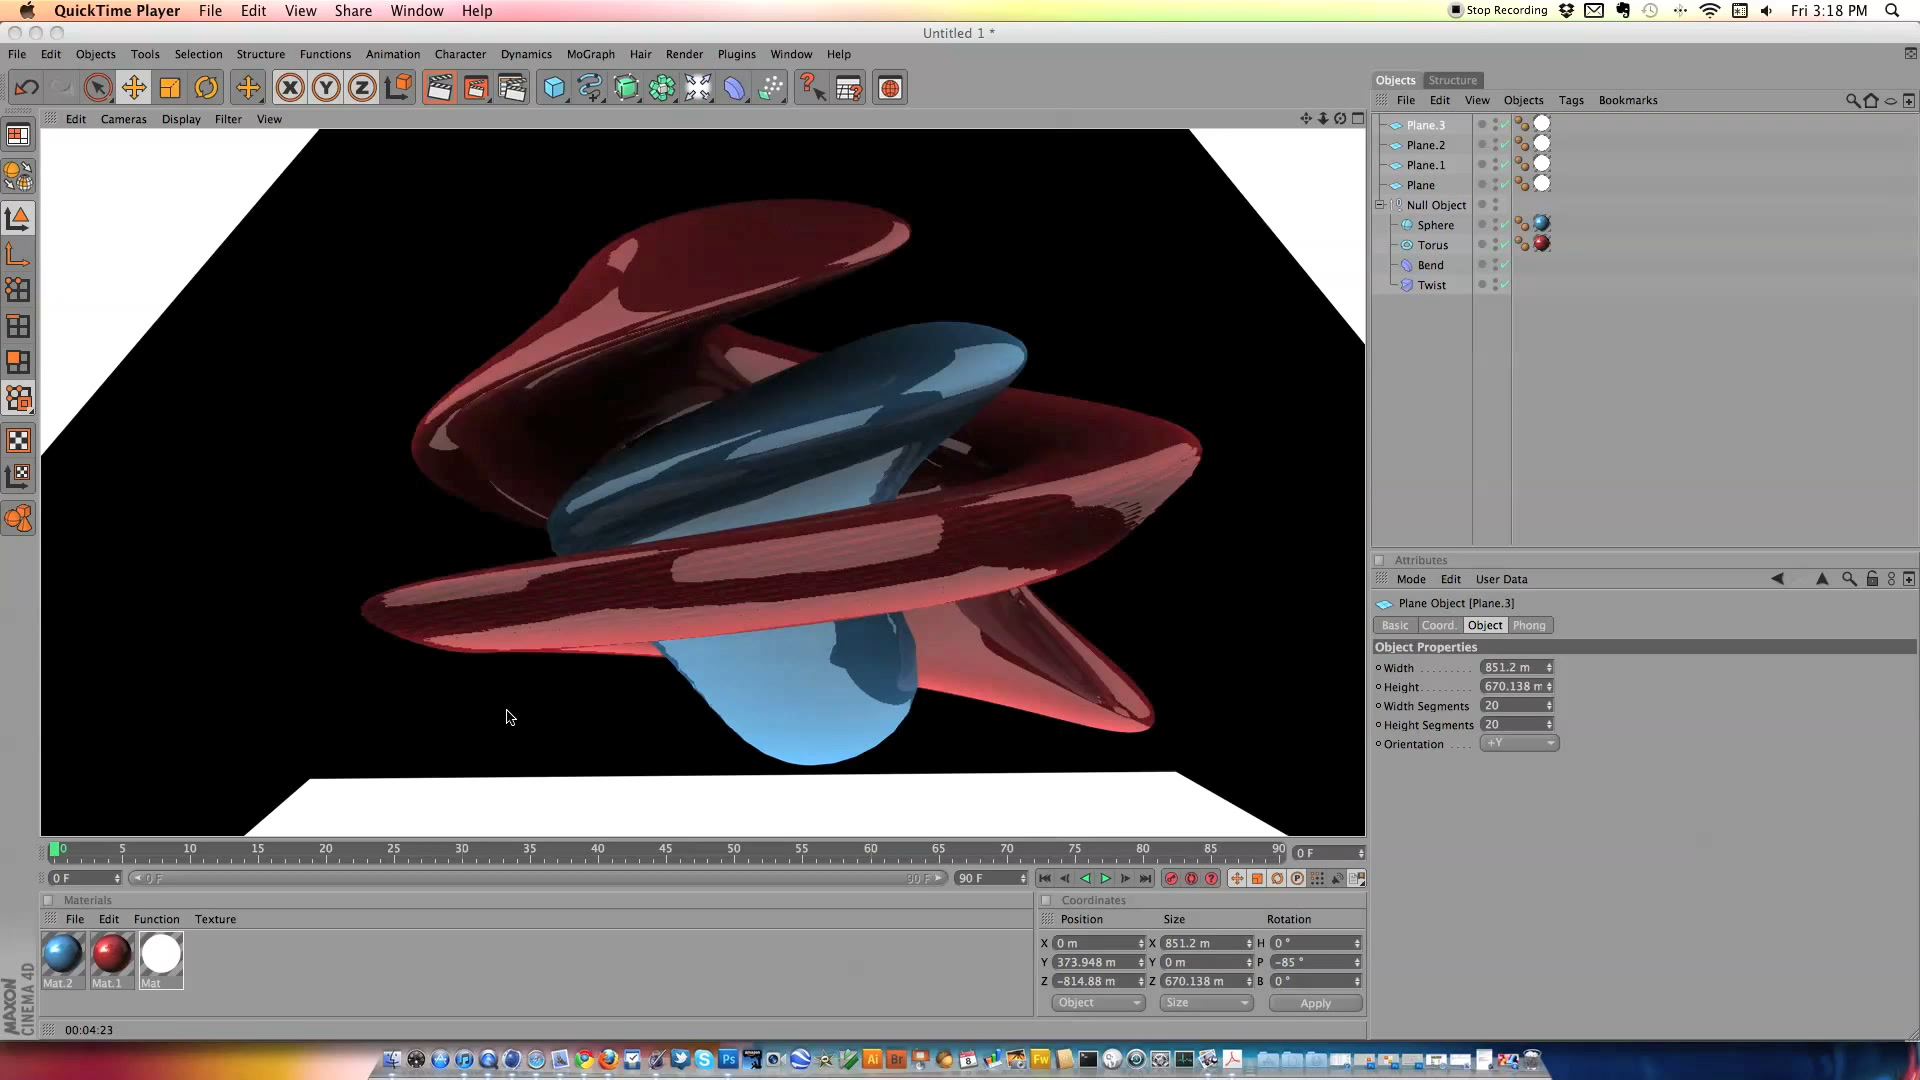 QuickTime Player File Edit View Share Window Help Stop Recording Fri 3:18 PM
Untitled 1 *
File Edit Objects Tools Selection Structure Functions Animation Character Dynamics MoGraph Hair Render Plugins Window Help
X Y Z
Edit Cameras Display Filter View
Objects Structure
File Edit View Objects Tags Bookmarks
Plane.3
Plane.2
Plane.1
Plane
Null Object
Sphere
Torus
Bend
Twist
Attributes
Mode Edit User Data
Plane Object [Plane.3]
Basic Coord. Object Phong
Object Properties
Width 851.2 m
Height 670.138 m
Width Segments 20
Height Segments 20
Orientation +Y
0 5 10 15 20 25 30 35 40 45 50 55 60 65 70 75 80 85 90 0 F
0 F 0 F 90 F 90 F
Materials
File Edit Function Texture
Mat.2 Mat.1 Mat
Coordinates
Position Size Rotation
X 0 m X 851.2 m H 0 °
Y 373.948 m Y 0 m P -85 °
Z -814.88 m Z 670.138 m B 0 °
Object Size Apply
MAXON
CINEMA 4D
00:04:23
Ps Ai Br Fw